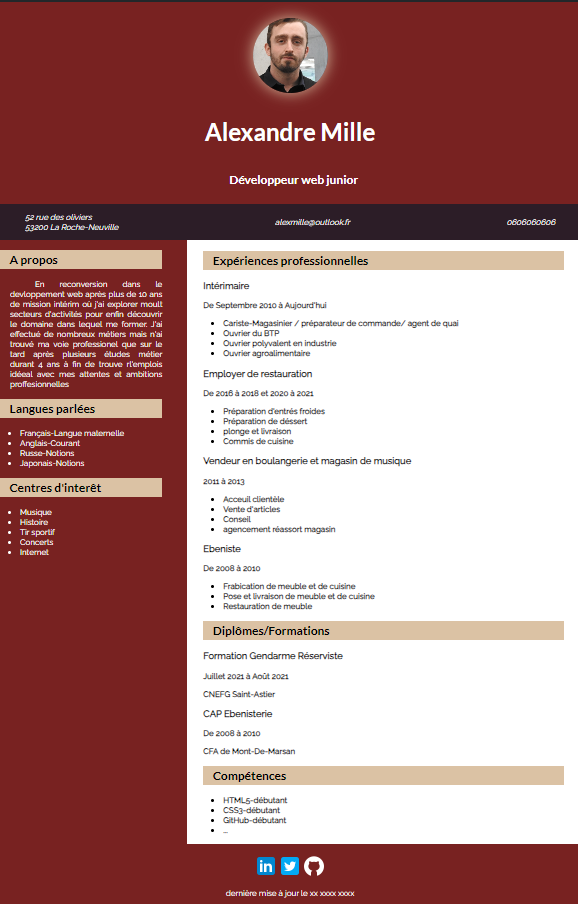 Alexandre Mille
Développeur web junior
52 rue des oliviers
53200 La Roche-Neuville
alexmille@outlook.fr
0606060606
A propos
En reconversion dans le
devloppement web après plus de 10 ans
de mission intérim où j'ai explorer moult
secteurs d'activités pour enfin découvrir
le domaine dans lequel me former. J'ai
effectué de nombreux métiers mais n'ai
trouvé ma voie professionel que sur le
tard après plusieurs études métier
durant 4 ans à fin de trouve rl'emplois
idéeal avec mes attentes et ambitions
proffesionnelles
Langues parlées
Français-Langue maternelle
Anglais-Courant
Russe-Notions
Japonais-Notions
Centres d'interêt
Musique
Histoire
Tir sportif
Concerts
Internet
Expériences professionnelles
Intérimaire
De Septembre 2010 à Aujourd'hui
Cariste-Magasinier / préparateur de commande/ agent de quai
Ouvrier du BTP
Ouvrier polyvalent en industrie
Ouvrier agroalimentaire
Employer de restauration
De 2016 à 2018 et 2020 à 2021
Préparation d'entrés froides
Préparation de déssert
plonge et livraison
Commis de cuisine
Vendeur en boulangerie et magasin de musique
2011 à 2013
Acceuil clientèle
Vente d'articles
Conseil
agencement réassort magasin
Ebeniste
De 2008 à 2010
Frabication de meuble et de cuisine
Pose et livraison de meuble et de cuisine
Restauration de meuble
Diplômes/Formations
Formation Gendarme Réserviste
Juillet 2021 à Août 2021
CNEFG Saint-Astier
CAP Ebenisterie
De 2008 à 2010
CFA de Mont-De-Marsan
Compétences
HTML5-débutant
CSS3-débutant
GitHub-débutant
...
dernière mise à jour le xx xxxx xxxx